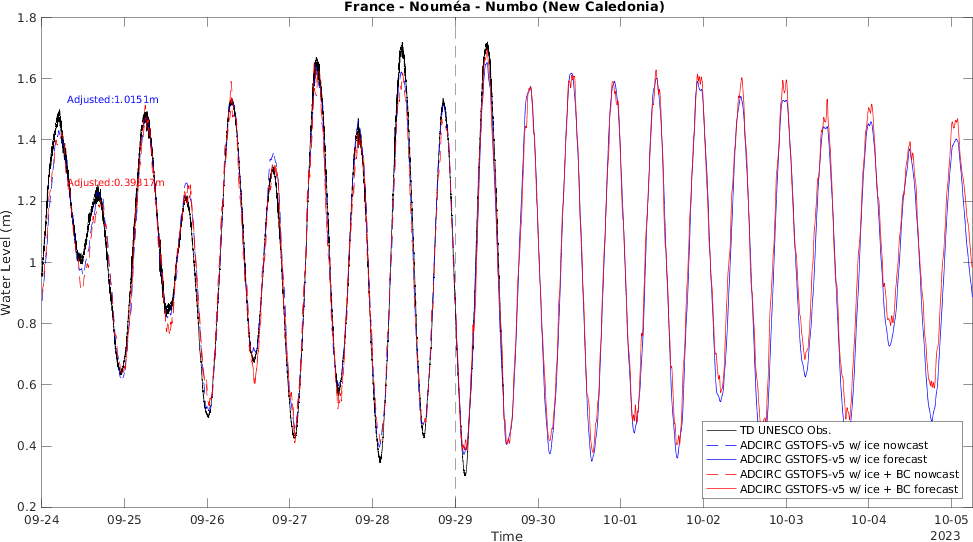 France - Nouméa - Numbo (New Caledonia)
1.8
1.6
1.4
1.2
1
0.8
0.6
0.4
0.2
Water Level (m)
Adjusted:1.0151m
Adjusted:0.39317m
TD UNESCO Obs.
ADCIRC GSTOFS-v5 w/ ice nowcast
ADCIRC GSTOFS-v5 w/ ice forecast
ADCIRC GSTOFS-v5 w/ ice + BC nowcast
ADCIRC GSTOFS-v5 w/ ice + BC forecast
09-24 09-25 09-26 09-27 09-28 09-29 09-30 10-01 10-02 10-03 10-04 10-05
Time
2023